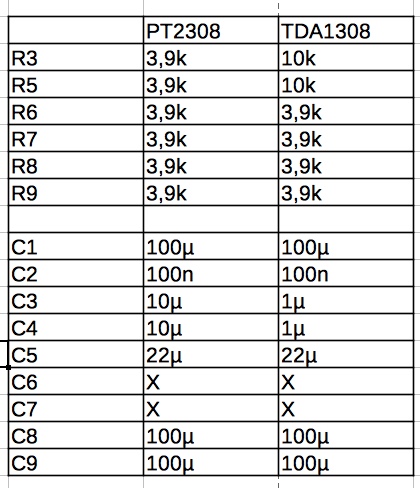 PT2308 TDA1308
R3 3,9k 10k
R5 3,9k 10k
R6 3,9k 3,9k
R7 3,9k 3,9k
R8 3,9k 3,9k
R9 3,9k 3,9k
C1 100µ 100µ
C2 100n 100n
C3 10µ 1µ
C4 10µ 1µ
C5 22µ 22µ
C6 X X
C7 X X
C8 100µ 100µ
C9 100µ 100µ